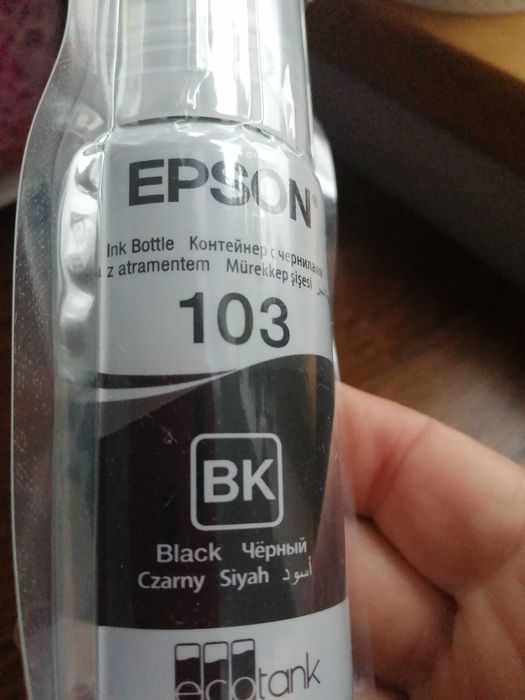 EPSON®
Ink Bottle Контейнер с чернилами
z atramentem Mürekkep şişesi
103
BK
Black Чёрный
Czarny Siyah أسود
ecotank